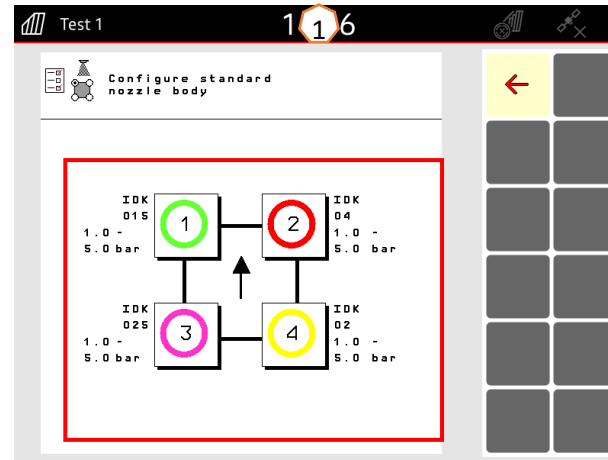 Test 1
1 1 6
Configure standard
nozzle body
IDK
015
1.0 -
5.0 bar
1
2
IDK
04
1.0 -
5.0 bar
IDK
025
1.0 -
5.0 bar
3
4
IDK
02
1.0 -
5.0 bar